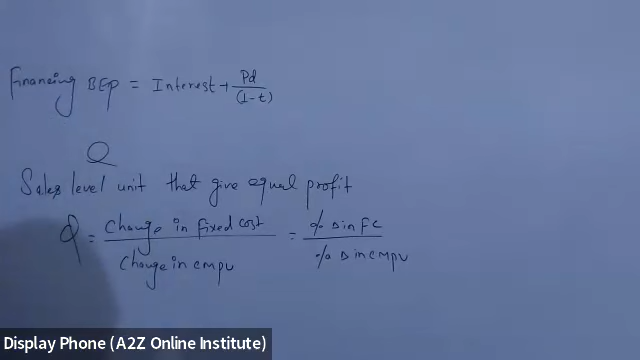 Financing BEP = Interest + Pd/(1-t)
Q
Sales level unit that give equal profit
Q = Change in fixed cost/Change in cmpu = % Δ in FC/% Δ in cmpu
Display Phone (A2Z Online Institute)